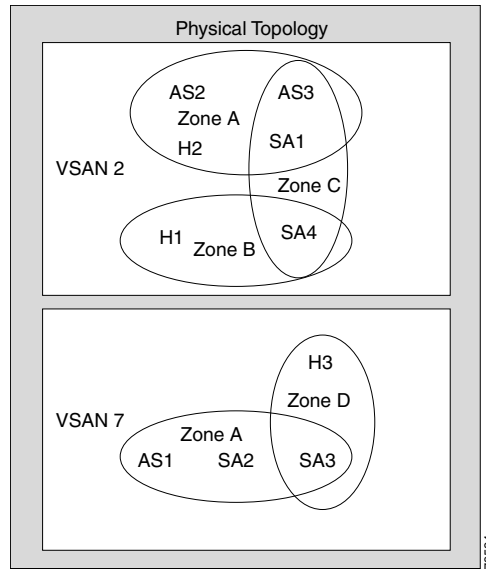 Physical Topology
AS2
AS3
Zone A
SA1
H2
VSAN 2
Zone C
H1
SA4
Zone B
H3
Zone D
VSAN 7
Zone A
AS1
SA2
SA3